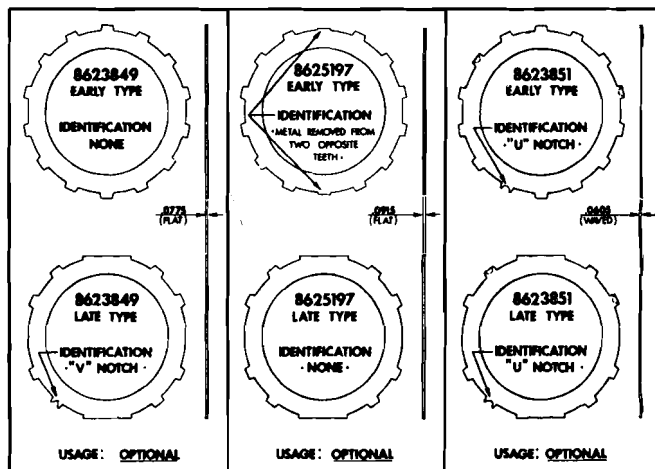 8623849
EARLY TYPE
IDENTIFICATION
NONE
.0775
(FLAT)
8623849
LATE TYPE
IDENTIFICATION
·"V" NOTCH·
USAGE: OPTIONAL
8625197
EARLY TYPE
IDENTIFICATION
·METAL REMOVED FROM
TWO OPPOSITE
TEETH·
.0915
(FLAT)
8625197
LATE TYPE
IDENTIFICATION
·NONE·
USAGE: OPTIONAL
8623851
EARLY TYPE
IDENTIFICATION
·"U" NOTCH·
.0605
(WAVED)
8623851
LATE TYPE
IDENTIFICATION
"U" NOTCH·
USAGE: OPTIONAL